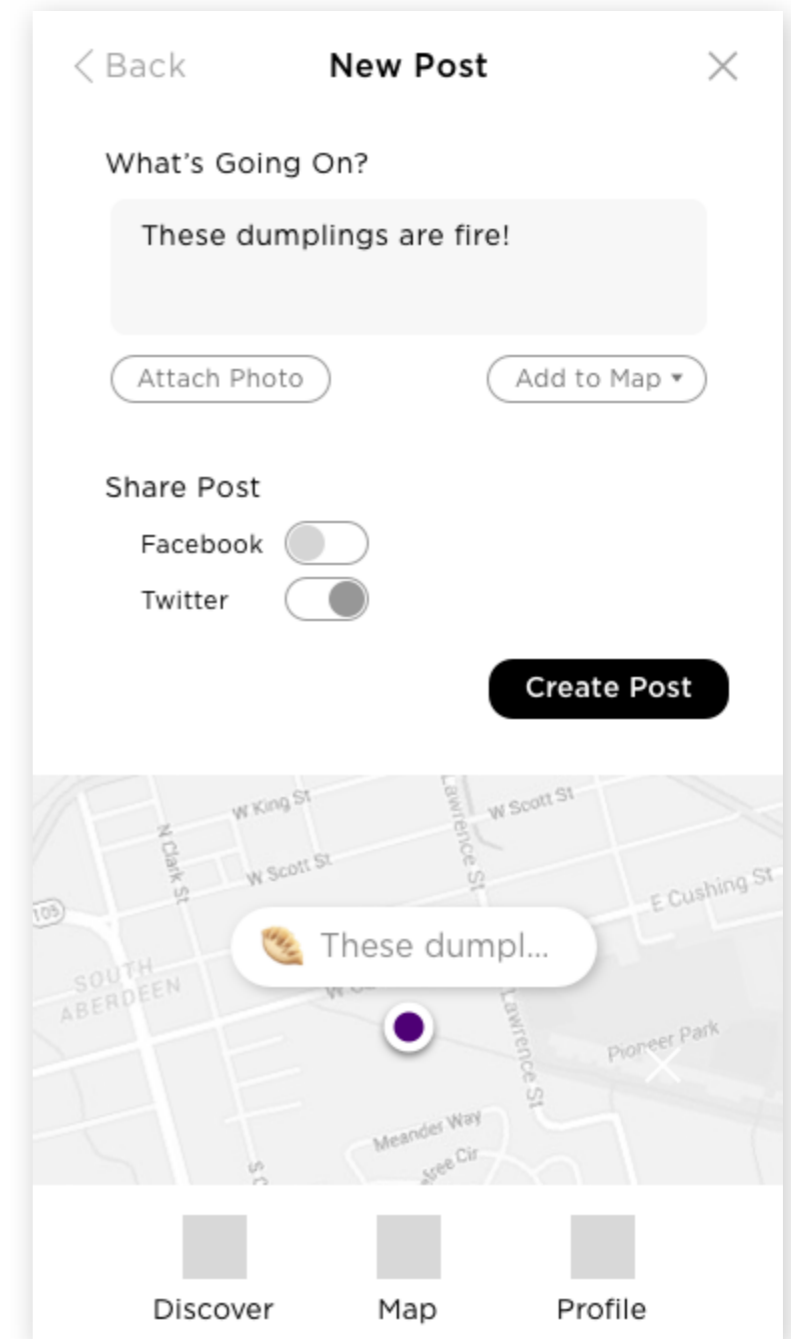 Back New Post
What's Going On?
These dumplings are fire!
Attach Photo Add to Map
Share Post
Facebook
Twitter
Create Post
W King St
W Scott St
Lawrence St
N Clark St
W Scott St
E Cushing St
105
These dumpl...
SOUTH
ABERDEEN
Lawrence St
Pioneer Park
Meander Way
Cir
Discover Map Profile